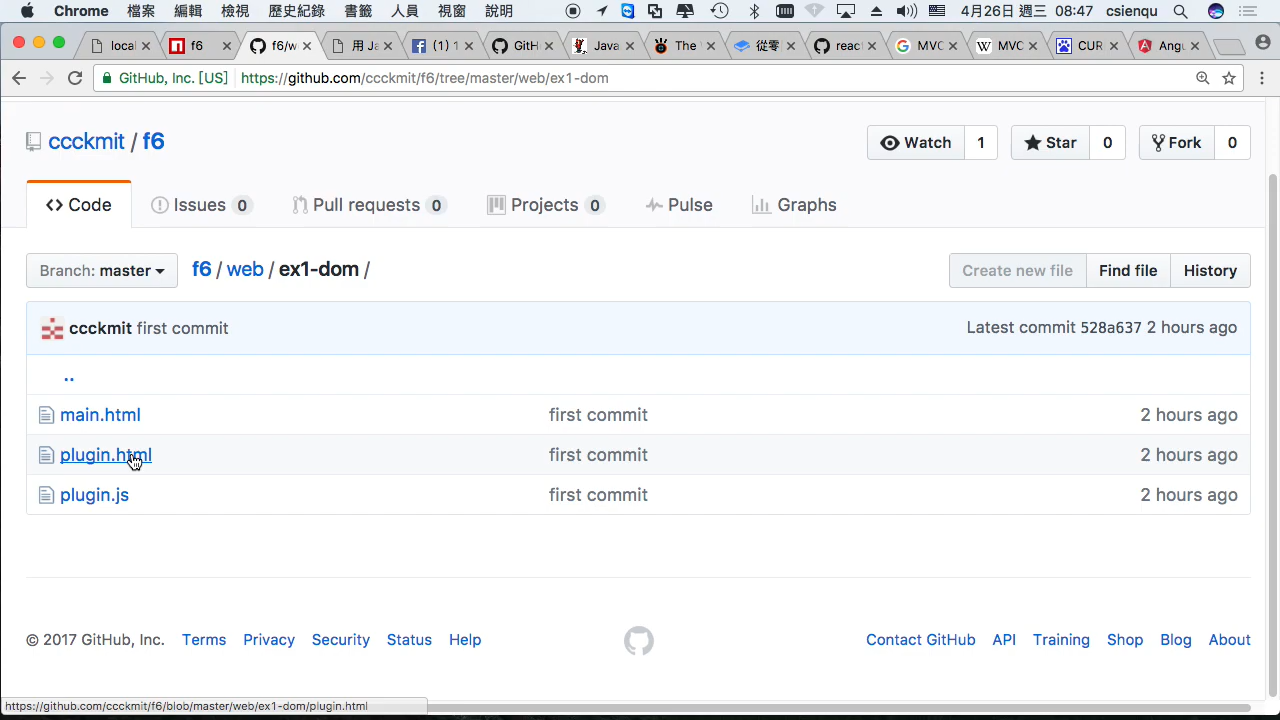 Chrome 檔案 編輯 檢視 歷史紀錄 書籤 人員 視窗 說明 4月26日 週三 08:47 csienqu
local f6 f6/w 用 Ja (1) 1 GitH Java The 從零 reac MVC MVC CUR Angu
GitHub, Inc. [US] https://github.com/ccckmit/f6/tree/master/web/ex1-dom
ccckmit / f6 Watch 1 Star 0 Fork 0
Code Issues 0 Pull requests 0 Projects 0 Pulse Graphs
Branch: master f6 / web / ex1-dom / Create new file Find file History
ccckmit first commit Latest commit 528a637 2 hours ago
..
main.html first commit 2 hours ago
plugin.html first commit 2 hours ago
plugin.js first commit 2 hours ago
© 2017 GitHub, Inc. Terms Privacy Security Status Help Contact GitHub API Training Shop Blog About
https://github.com/ccckmit/f6/blob/master/web/ex1-dom/plugin.html